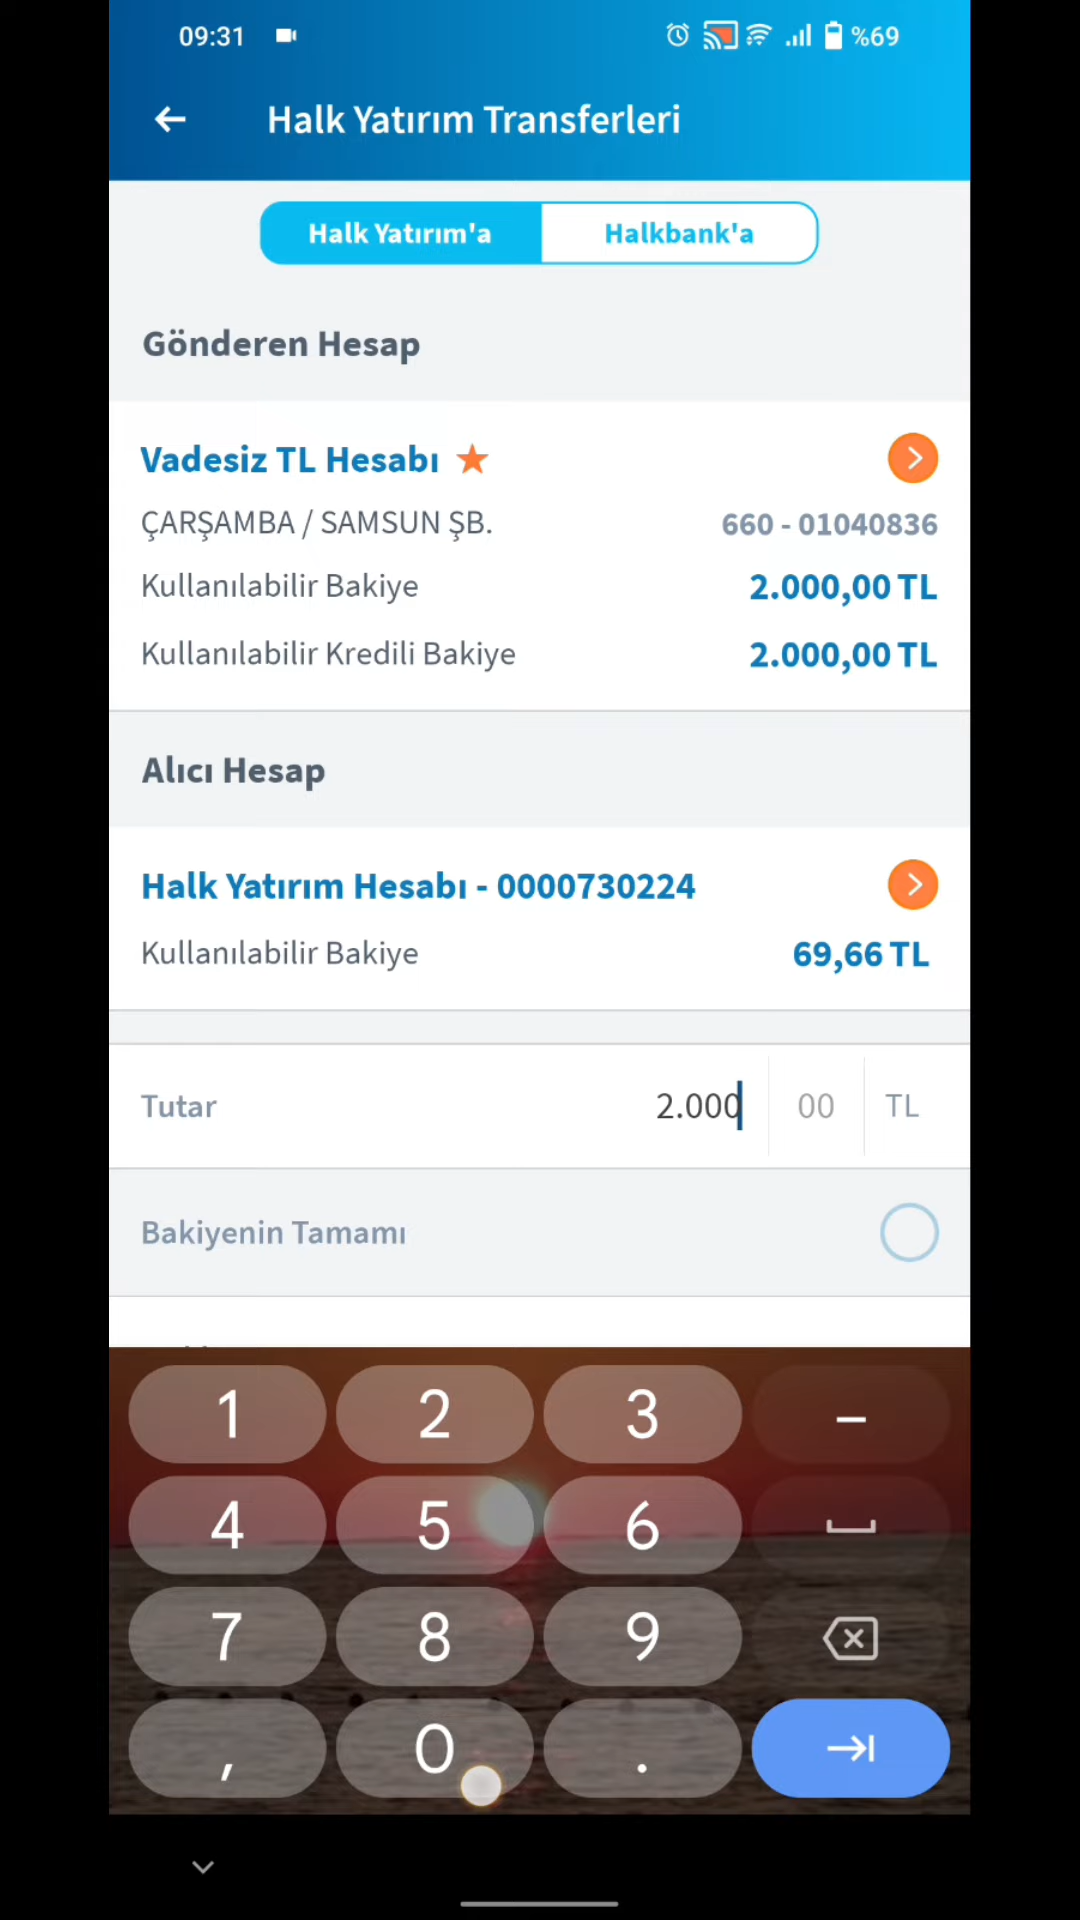 09:31 %69
Halk Yatırım Transferleri
Halk Yatırım'a Halkbank'a
Gönderen Hesap
Vadesiz TL Hesabı
ÇARŞAMBA / SAMSUN ŞB. 660 - 01040836
Kullanılabilir Bakiye 2.000,00 TL
Kullanılabilir Kredili Bakiye 2.000,00 TL
Alıcı Hesap
Halk Yatırım Hesabı - 0000730224
Kullanılabilir Bakiye 69,66 TL
Tutar 2.000 00 TL
Bakiyenin Tamamı
1 2 3 –
4 5 6
7 8 9
, 0 .